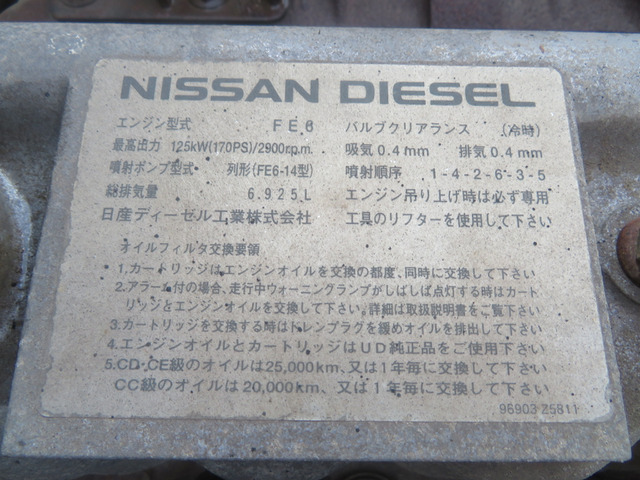 NISSAN DIESEL
エンジン型式 FE6 バルブクリアランス (冷時)
最高出力 125kW(170PS)/2900r.p.m. 吸気0.4mm 排気0.4mm
噴射ポンプ型式 列形(FE6-14型) 噴射順序 1-4-2-6-3-5
総排気量 6.925L エンジン吊り上げ時は必ず専用
日産ディーゼル工業株式会社 工具のリフターを使用して下さい
オイルフィルタ交換要領
1.カートリッジはエンジンオイルを交換の都度、同時に交換して下さい
2.アラーム付の場合、走行中ウォーニングランプがしばしば点灯する時はカート
リッジとエンジンオイルを交換して下さい。詳細は取扱説明書をご覧下さい
3.カートリッジを交換する時はドレンプラグを緩めオイルを排出して下さい
4.エンジンオイルとカートリッジはUD純正品をご使用下さい
5.CD、CE級のオイルは25,000km、又は1年毎に交換して下さい
CC級のオイルは20,000km、又は1年毎に交換して下さい
96903 Z5811